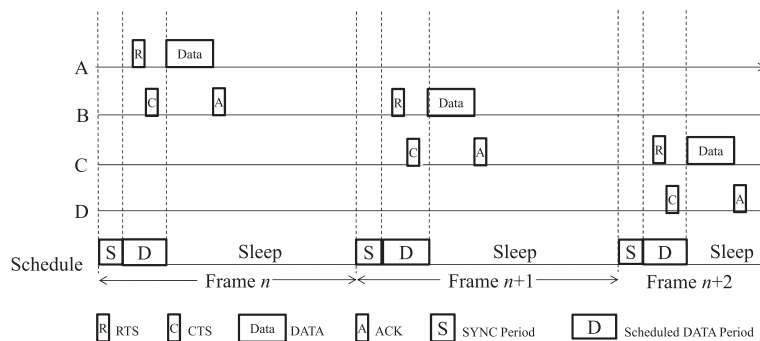 R Data
A
C A
B
R Data
C A
C
R Data
C A
D
Schedule S D Sleep S D Sleep S D Sleep
Frame n Frame n+1 Frame n+2
R RTS C CTS Data DATA A ACK S SYNC Period D Scheduled DATA Period